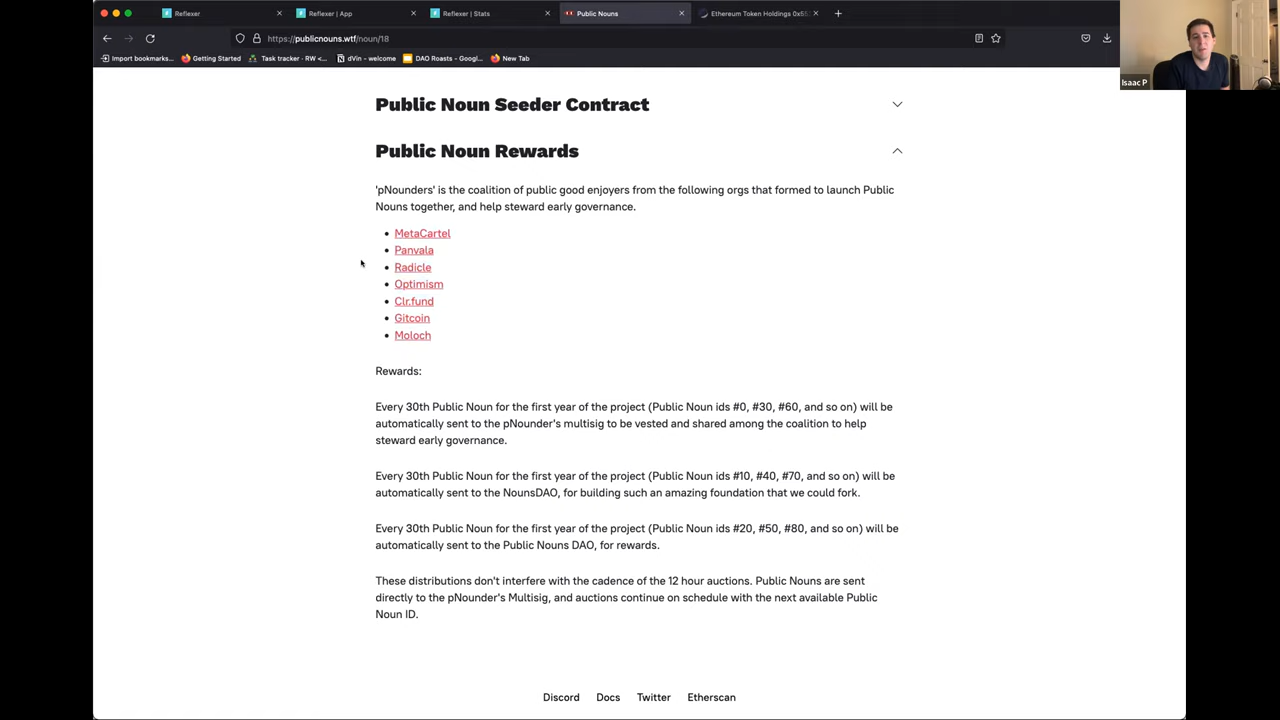 Reflexer
Reflexer | App
Reflexer | Stats
Public Nouns
Ethereum Token Holdings 0x55
https://publicnouns.wtf/noun/18
Import bookmarks...
Getting Started
Task tracker · RW <...
dVin - welcome
DAO Roasts - Googl...
New Tab
Isaac P
Public Noun Seeder Contract
Public Noun Rewards
'pNounders' is the coalition of public good enjoyers from the following orgs that formed to launch Public
Nouns together, and help steward early governance.
MetaCartel
Panvala
Radicle
Optimism
Clr.fund
Gitcoin
Moloch
Rewards:
Every 30th Public Noun for the first year of the project (Public Noun ids #0, #30, #60, and so on) will be
automatically sent to the pNounder's multisig to be vested and shared among the coalition to help
steward early governance.
Every 30th Public Noun for the first year of the project (Public Noun ids #10, #40, #70, and so on) will be
automatically sent to the NounsDAO, for building such an amazing foundation that we could fork.
Every 30th Public Noun for the first year of the project (Public Noun ids #20, #50, #80, and so on) will be
automatically sent to the Public Nouns DAO, for rewards.
These distributions don't interfere with the cadence of the 12 hour auctions. Public Nouns are sent
directly to the pNounder's Multisig, and auctions continue on schedule with the next available Public
Noun ID.
Discord
Docs
Twitter
Etherscan